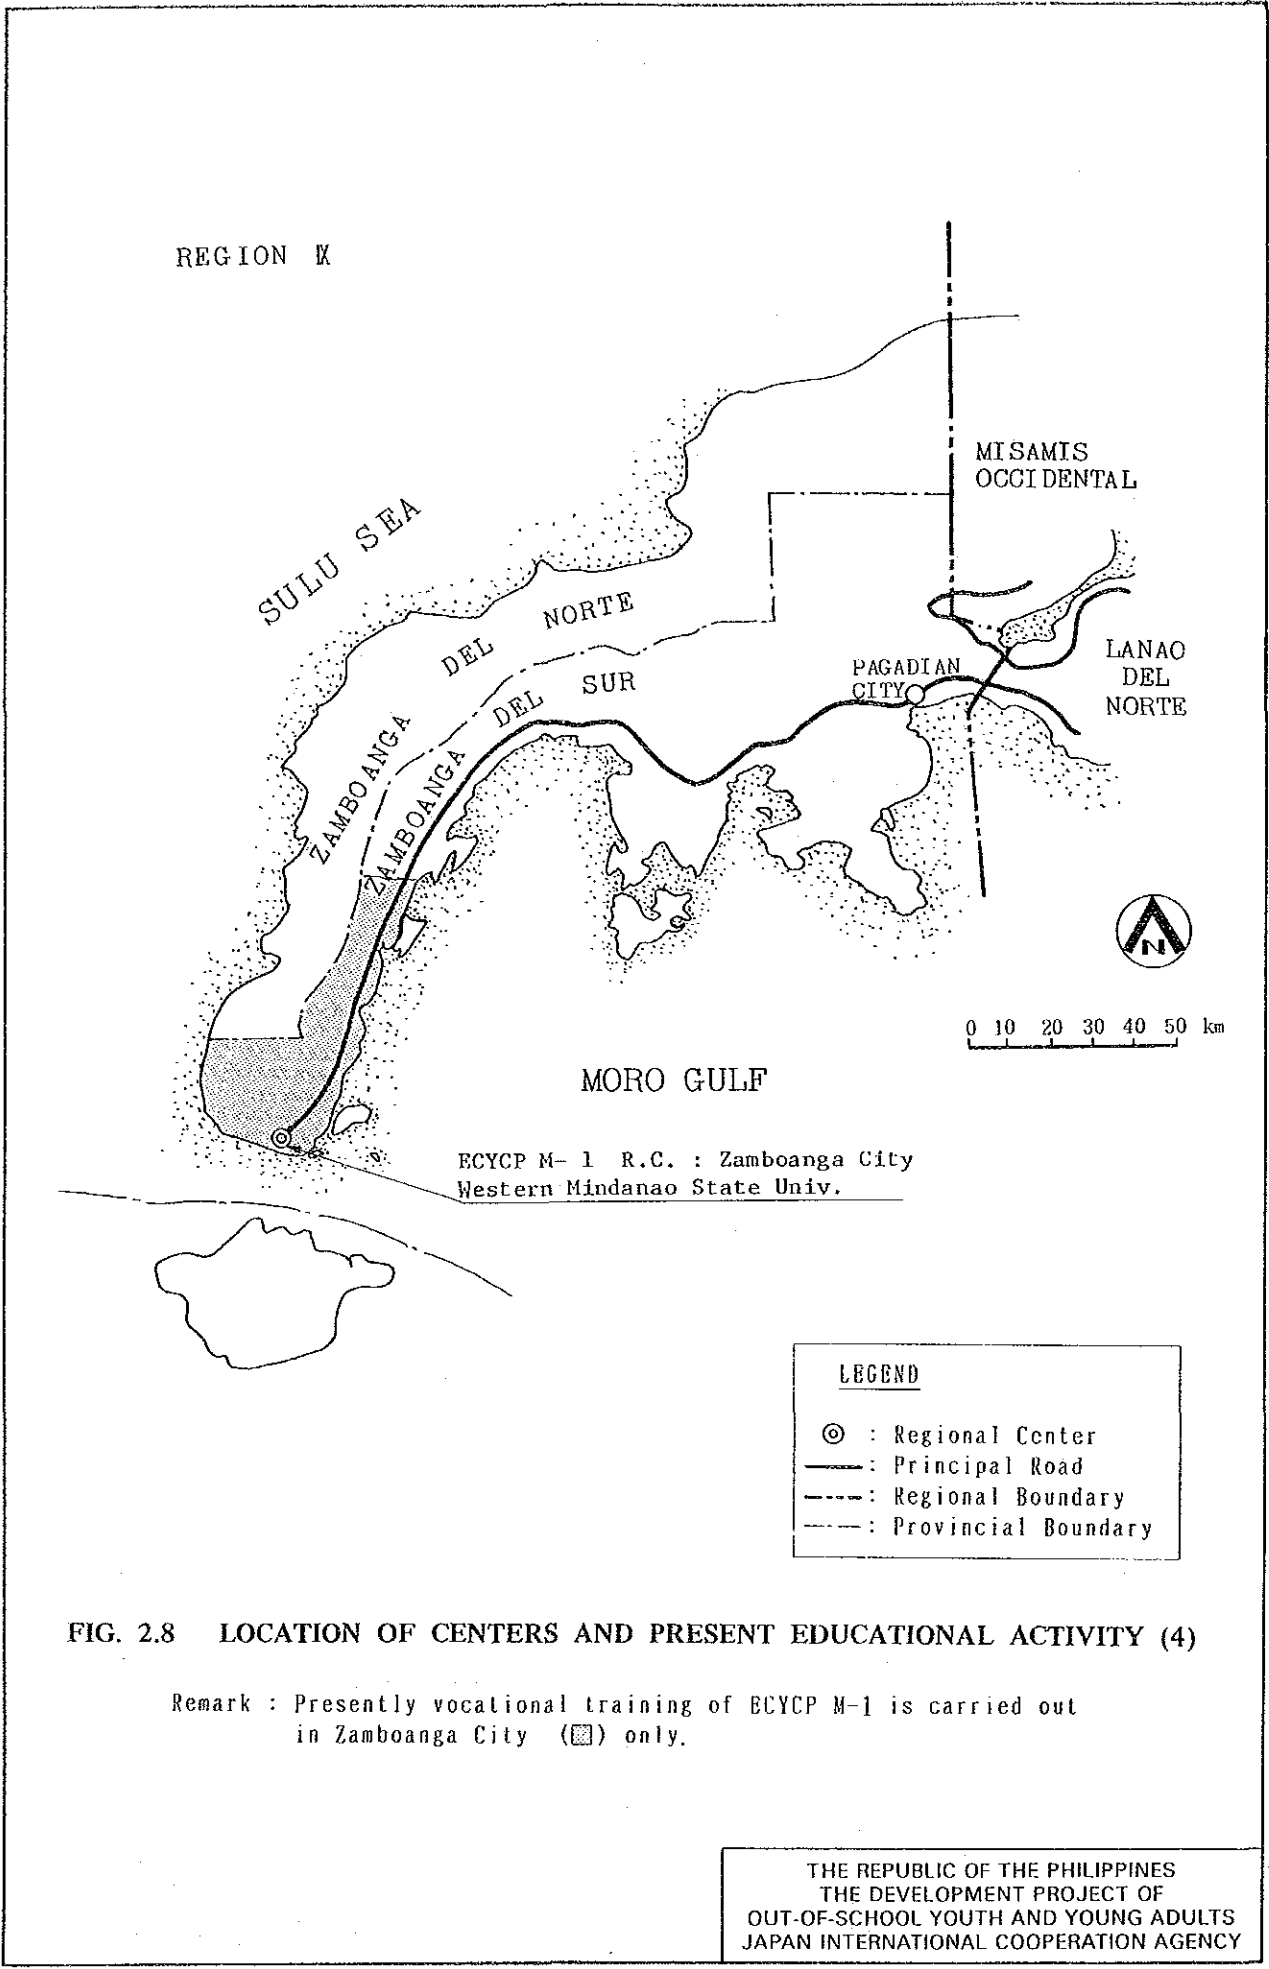 REGION Ⅸ
MISAMIS
OCCIDENTAL
SULU SEA
ZAMBOANGA DEL NORTE
ZAMBOANGA DEL SUR
PAGADIAN
CITY
LANAO
DEL
NORTE
N
0 10 20 30 40 50 km
MORO GULF
ECYCP M-1 R.C. : Zamboanga City
Western Mindanao State Univ.
LEGEND
◎ : Regional Center
: Principal Road
: Regional Boundary
: Provincial Boundary
FIG. 2.8 LOCATION OF CENTERS AND PRESENT EDUCATIONAL ACTIVITY (4)
Remark : Presently vocational training of ECYCP M-1 is carried out
in Zamboanga City (▒) only.
THE REPUBLIC OF THE PHILIPPINES
THE DEVELOPMENT PROJECT OF
OUT-OF-SCHOOL YOUTH AND YOUNG ADULTS
JAPAN INTERNATIONAL COOPERATION AGENCY